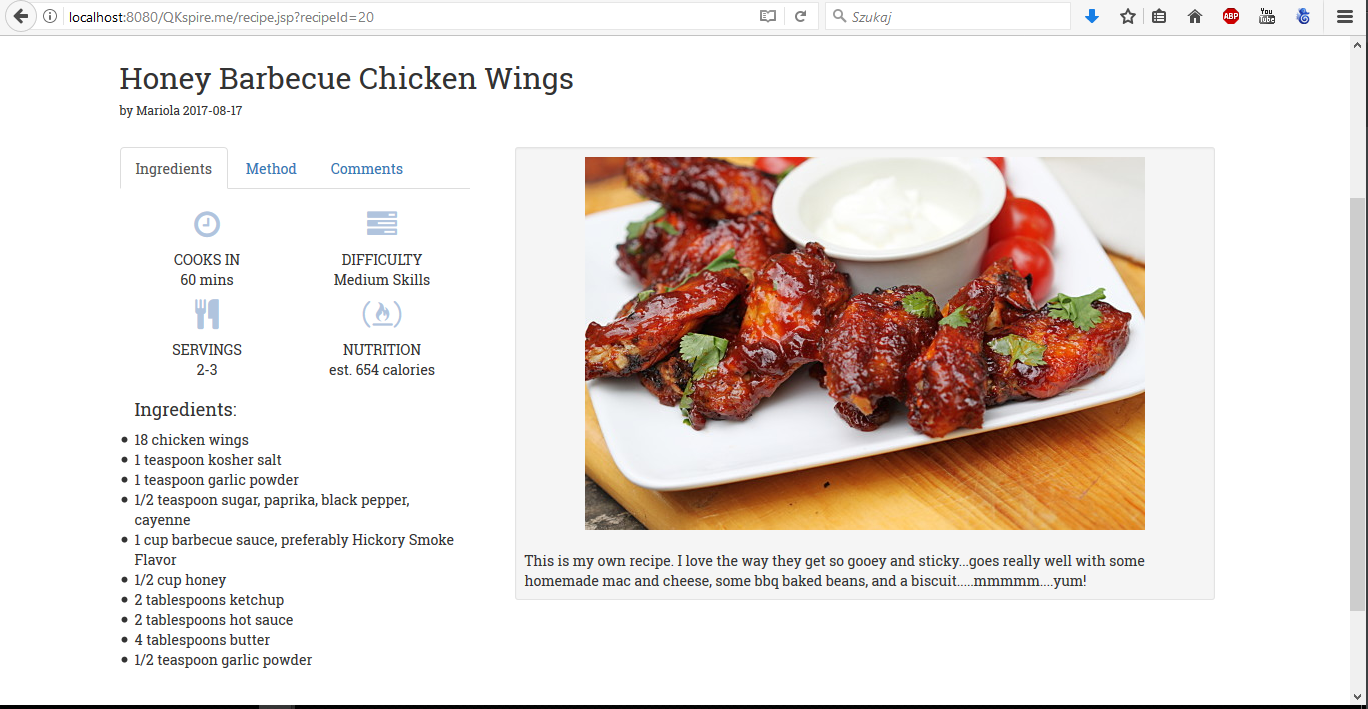 localhost:8080/QKspire.me/recipe.jsp?recipeId=20
Szukaj
ABP
You
Tube
Honey Barbecue Chicken Wings
by Mariola 2017-08-17
Ingredients
Method
Comments
COOKS IN
60 mins
DIFFICULTY
Medium Skills
SERVINGS
2-3
NUTRITION
est. 654 calories
Ingredients:
18 chicken wings
1 teaspoon kosher salt
1 teaspoon garlic powder
1/2 teaspoon sugar, paprika, black pepper,
cayenne
1 cup barbecue sauce, preferably Hickory Smoke
Flavor
1/2 cup honey
2 tablespoons ketchup
2 tablespoons hot sauce
4 tablespoons butter
1/2 teaspoon garlic powder
This is my own recipe. I love the way they get so gooey and sticky...goes really well with some
homemade mac and cheese, some bbq baked beans, and a biscuit.....mmmmm....yum!